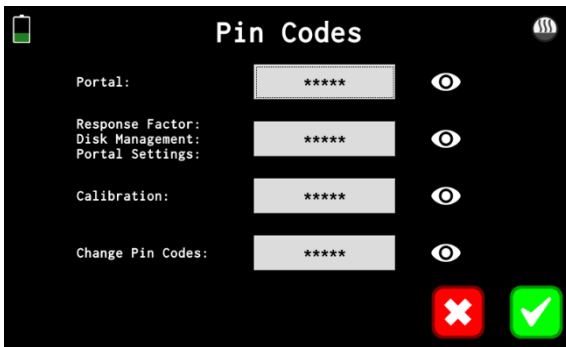 Pin Codes
Portal: *****
Response Factor:
Disk Management:
Portal Settings:
*****
Calibration: *****
Change Pin Codes: *****